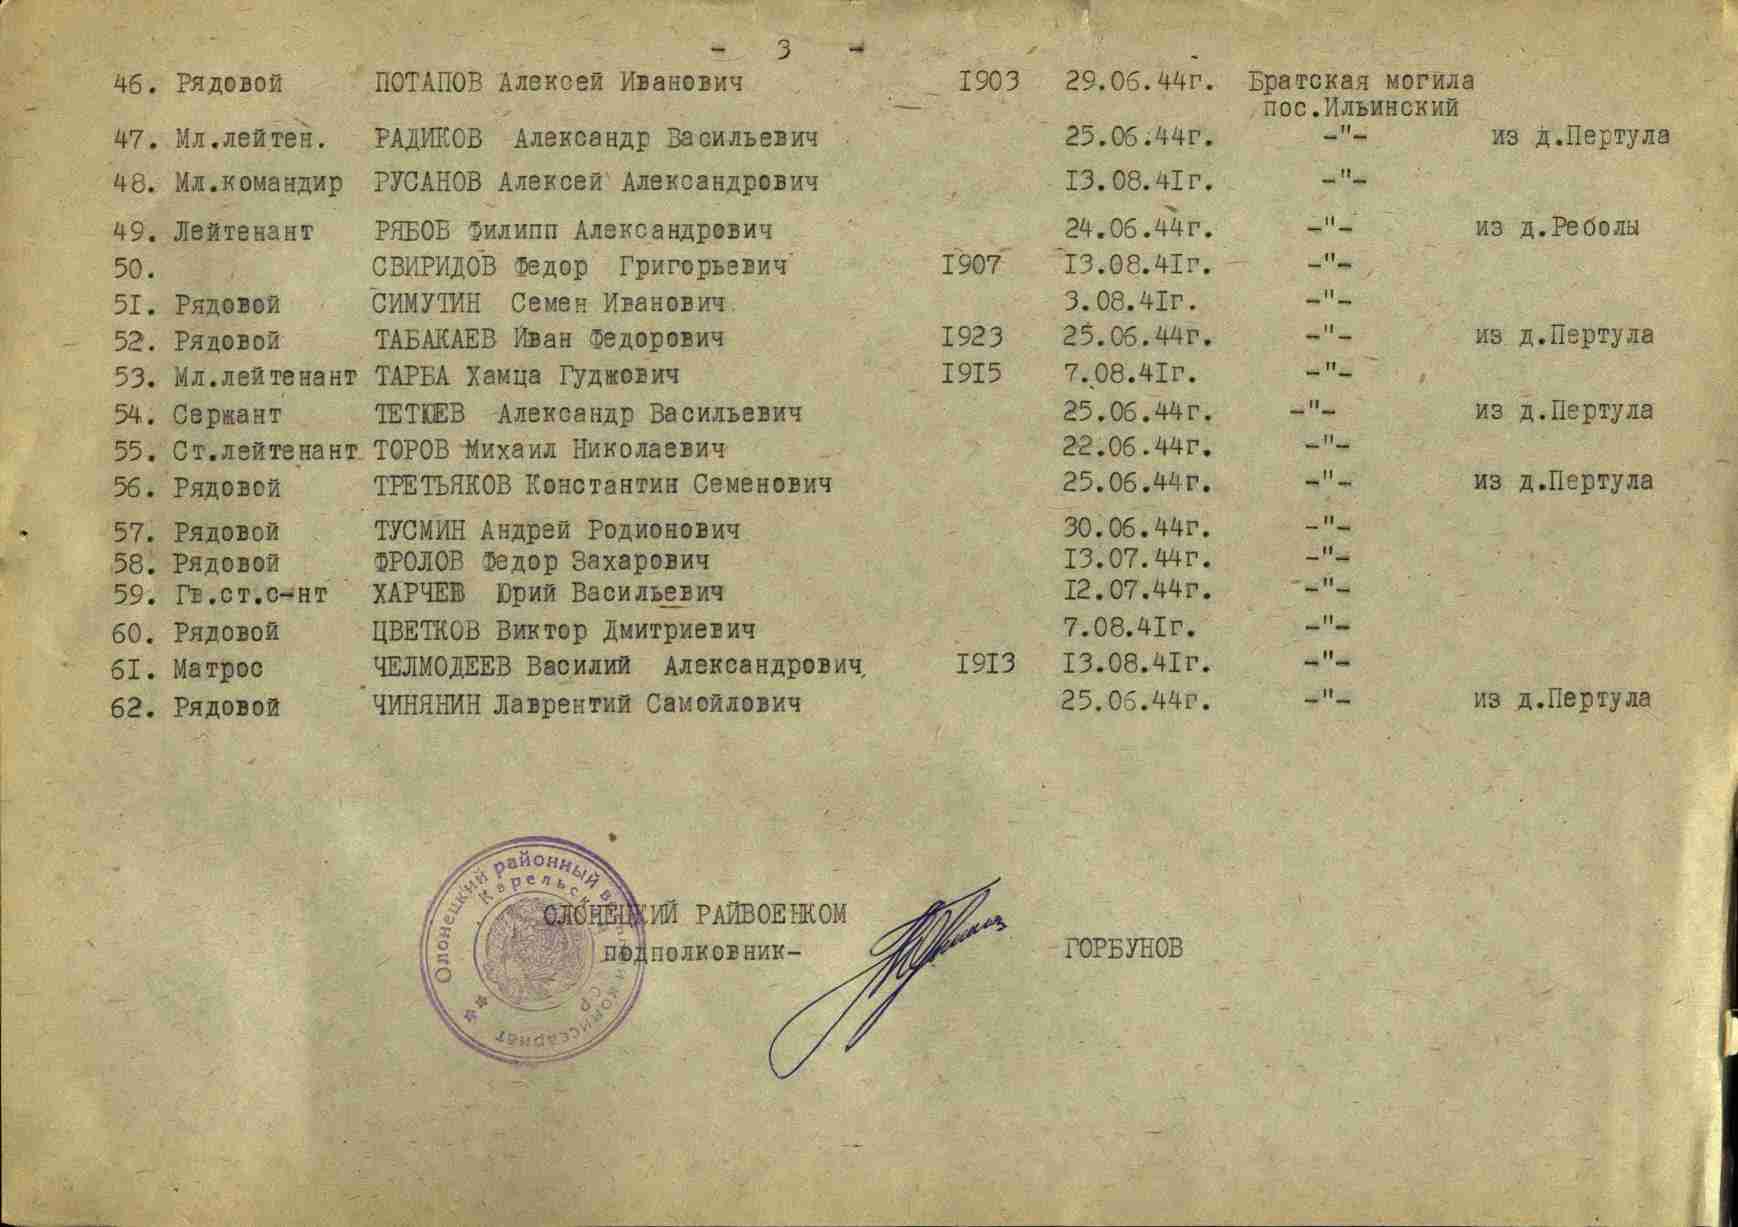 - 3 -
46. Рядовой ПОТАПОВ Алексей Иванович 1903 29.06.44г. Братская могила
пос.Ильинский
47. Мл.лейтен. РАДИКОВ Александр Васильевич 25.06.44г. -"- из д.Пертула
48. Мл.командир РУСАНОВ Алексей Александрович 13.08.41г. -"-
49. Лейтенант РЯБОВ Филипп Александрович 24.06.44г. -"- из д.Реболы
50. СВИРИДОВ Федор Григорьевич 1907 13.08.41г. -"-
51. Рядовой СИМУТИН Семен Иванович 3.08.41г. -"-
52. Рядовой ТАБАКАЕВ Иван Федорович 1923 25.06.44г. -"- из д.Пертула
53. Мл.лейтенант ТАРБА Хамца Гуджович 1915 7.08.41г. -"-
54. Сержант ТЕТЮЕВ Александр Васильевич 25.06.44г. -"- из д.Пертула
55. Ст.лейтенант ТОРОВ Михаил Николаевич 22.06.44г. -"-
56. Рядовой ТРЕТЬЯКОВ Константин Семенович 25.06.44г. -"- из д.Пертула
57. Рядовой ТУСМИН Андрей Родионович 30.06.44г. -"-
58. Рядовой ФРОЛОВ Федор Захарович 13.07.44г. -"-
59. Гв.ст.с-нт ХАРЧЕВ Юрий Васильевич 12.07.44г. -"-
60. Рядовой ЦВЕТКОВ Виктор Дмитриевич 7.08.41г. -"-
61. Матрос ЧЕЛМОДЕЕВ Василий Александрович 1913 13.08.41г. -"-
62. Рядовой ЧИНЯНИН Лаврентий Самойлович 25.06.44г. -"- из д.Пертула
ОЛОНЕЦКИЙ РАЙВОЕНКОМ
подполковник- ГОРБУНОВ
Олонецкий районный комиссариат